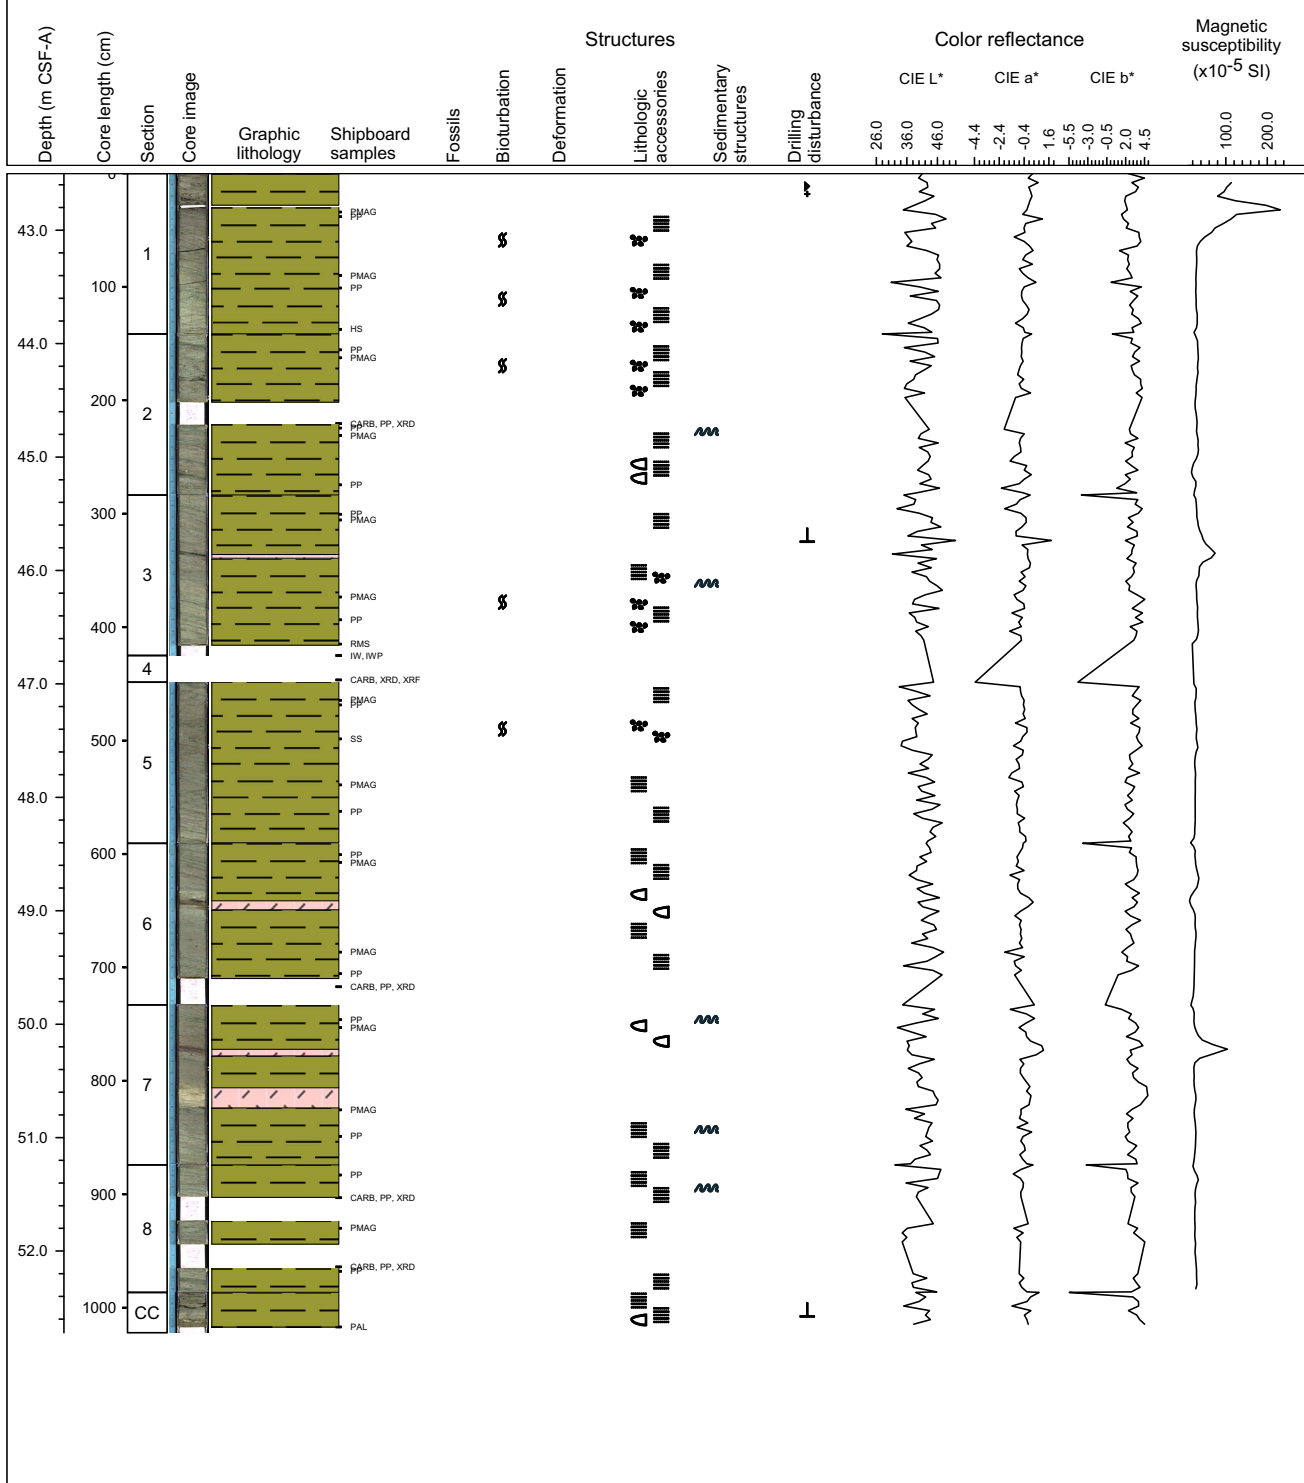 Structures
Color reflectance
Magnetic
susceptibility
(x10-5 SI)
Depth (m CSF-A)
Core length (cm)
Section
Core image
Graphic
lithology
Shipboard
samples
Fossils
Bioturbation
Deformation
Lithologic
accessories
Sedimentary
structures
Drilling
disturbance
CIE L*
CIE a*
CIE b*
26.0 36.0 46.0
-4.4 -2.4 -0.4 1.6
-5.5 -3.0 -0.5 2.0 4.5
100.0 200.0
0
PMAG
PP
43.0
1
PMAG
100
PP
HS
44.0
PP
PMAG
200
2
CARB, PP, XRD
PP
PMAG
45.0
PP
300
PP
PMAG
46.0
3
PMAG
PP
400
RMS
IW, IWP
4
CARB, XRD, XRF
47.0
PMAG
PP
500
SS
5
PMAG
48.0
PP
600
PP
PMAG
49.0
6
PMAG
700
PP
CARB, PP, XRD
50.0
PP
PMAG
800
7
PMAG
51.0
PP
PP
900
CARB, PP, XRD
8
PMAG
52.0
CARB, PP, XRD
PP
1000
CC
PAL